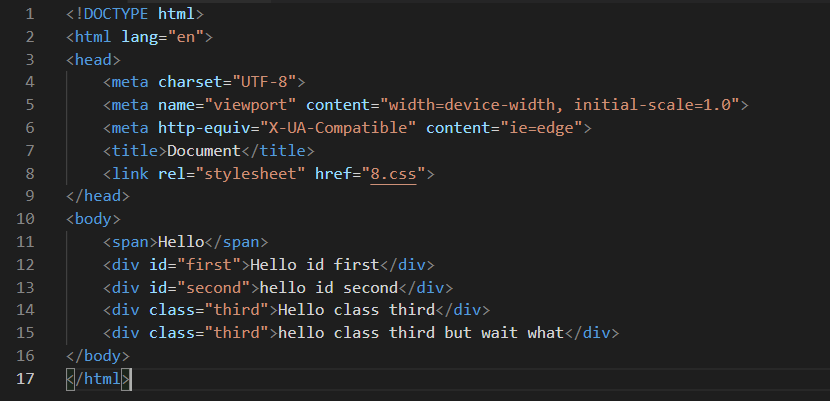 1 <!DOCTYPE html>
2 <html lang="en">
3 <head>
4 <meta charset="UTF-8">
5 <meta name="viewport" content="width=device-width, initial-scale=1.0">
6 <meta http-equiv="X-UA-Compatible" content="ie=edge">
7 <title>Document</title>
8 <link rel="stylesheet" href="8.css">
9 </head>
10 <body>
11 <span>Hello</span>
12 <div id="first">Hello id first</div>
13 <div id="second">hello id second</div>
14 <div class="third">Hello class third</div>
15 <div class="third">hello class third but wait what</div>
16 </body>
17 </html>